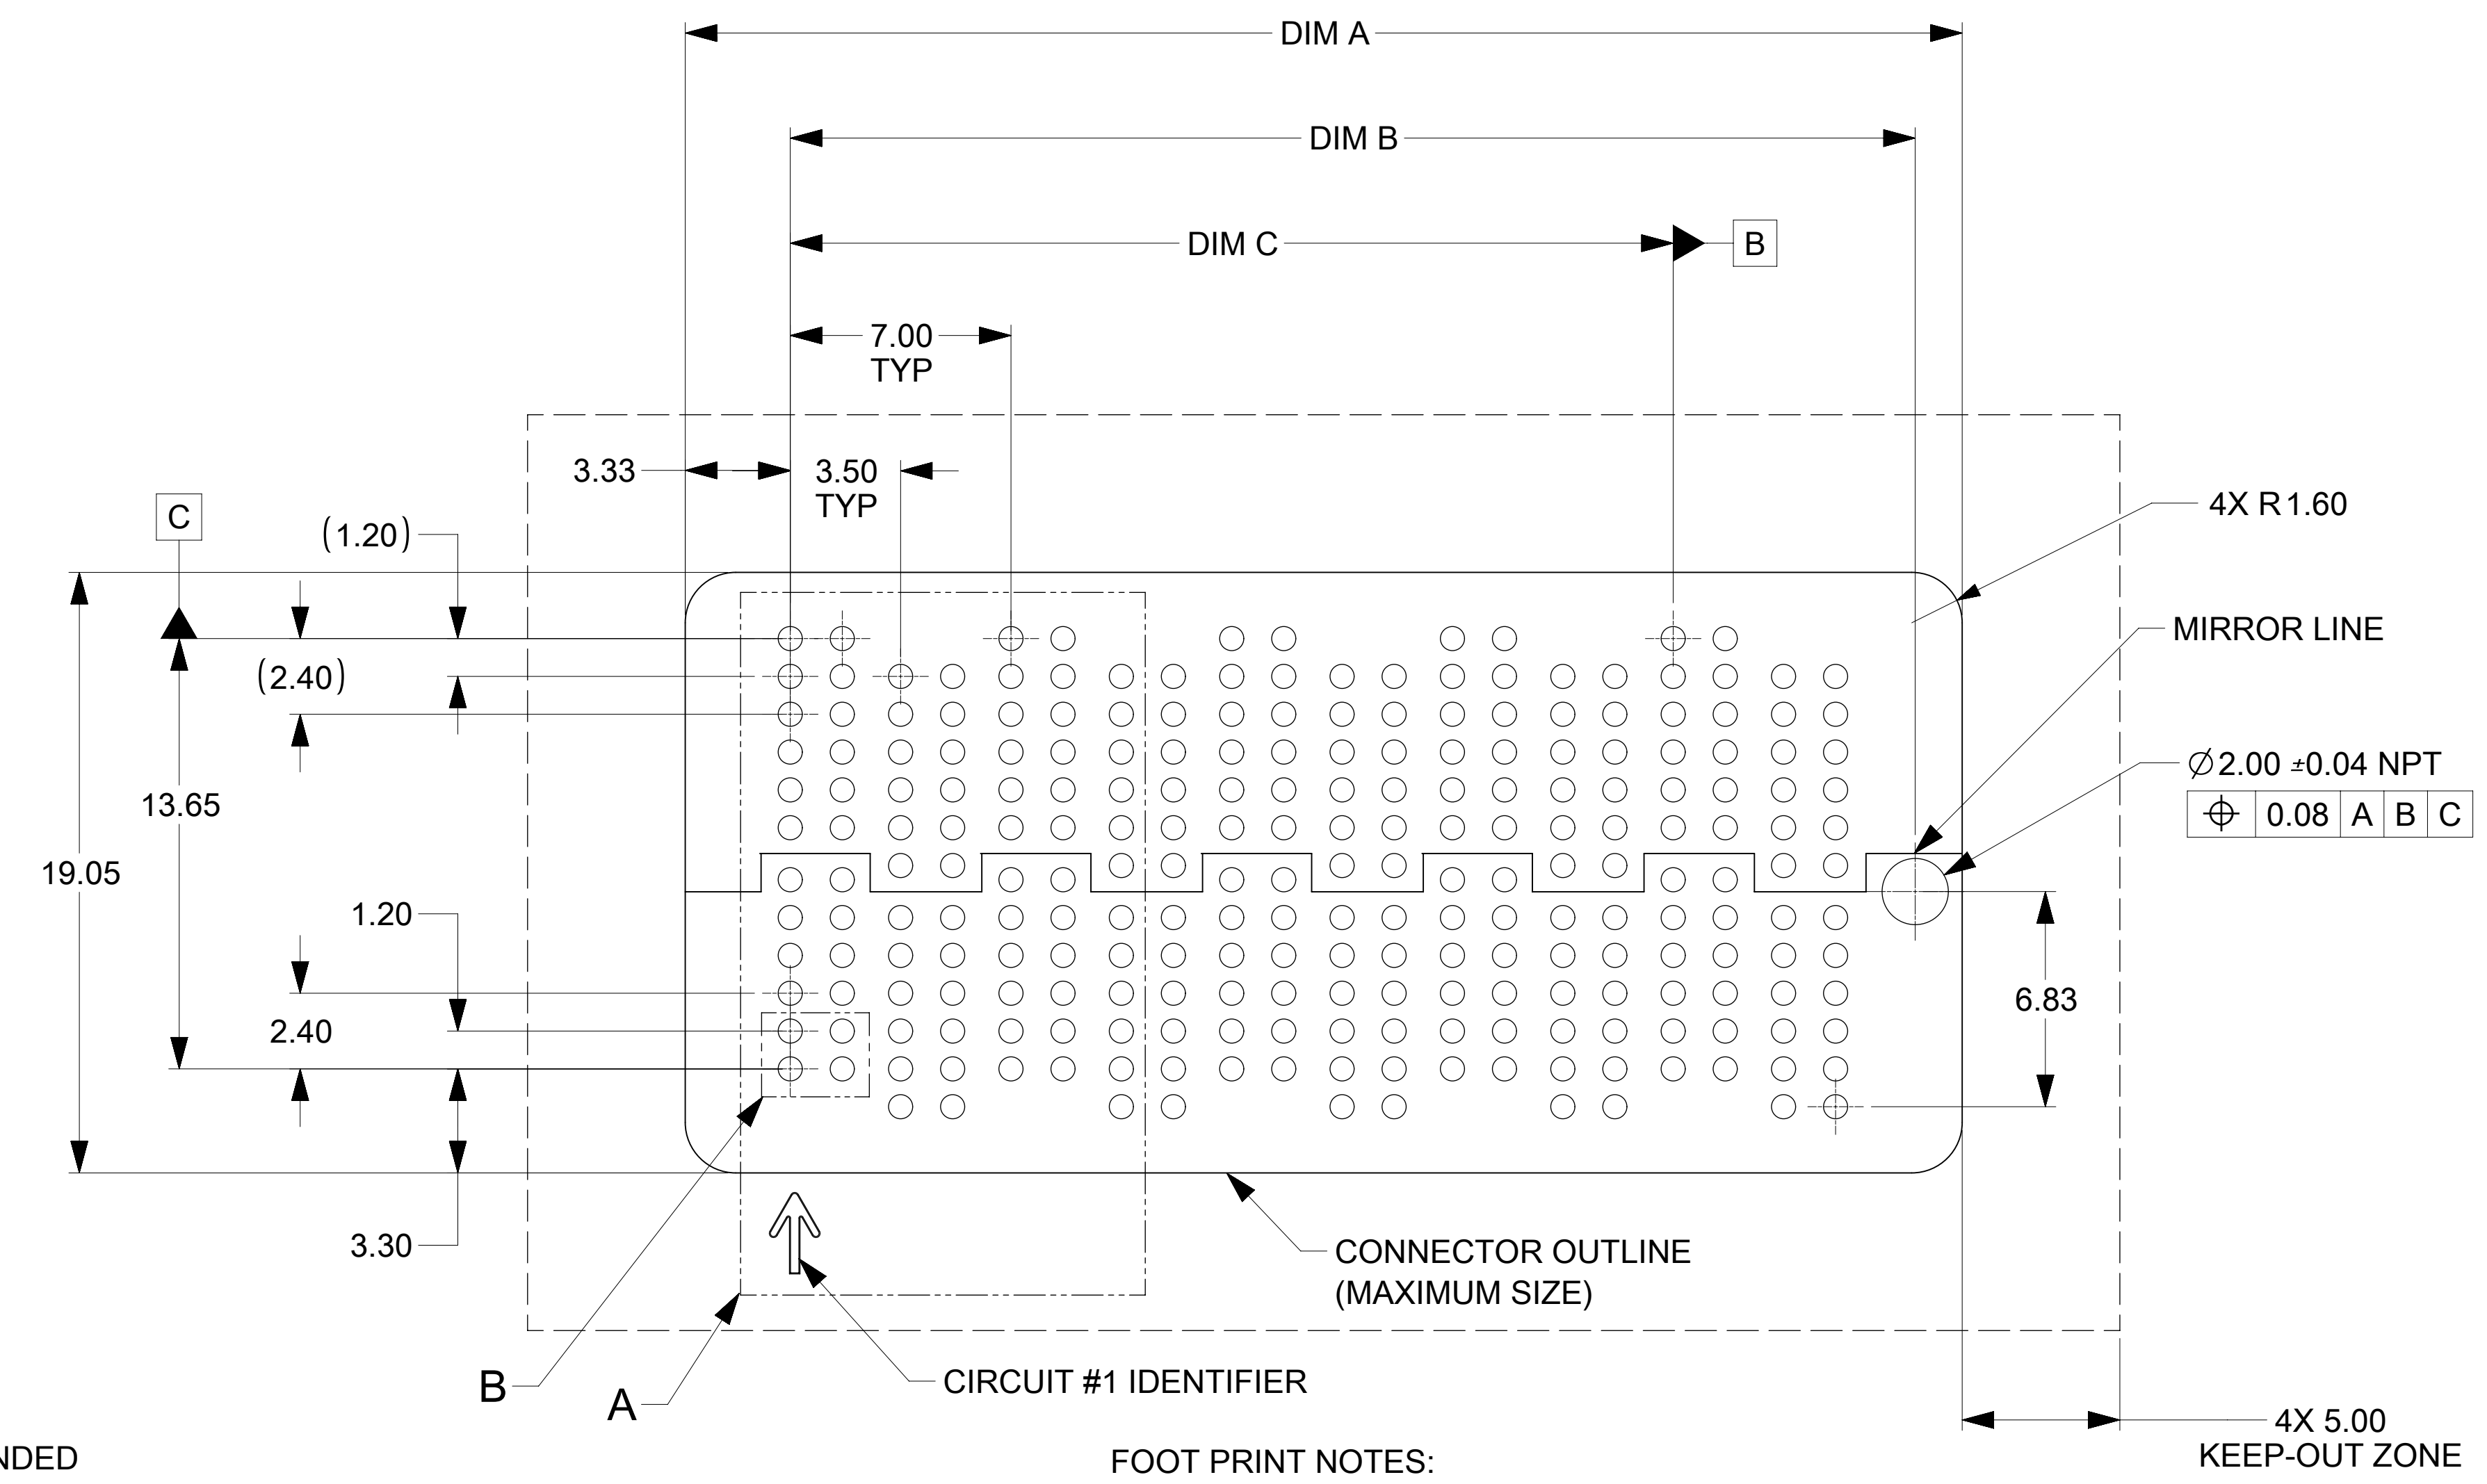 DIM A
DIM B
DIM C
B
7.00
TYP
3.33
3.50
TYP
C
(1.20)
4X R1.60
MIRROR LINE
(2.40)
⌀2.00 ±0.04 NPT
⌖ 0.08 A B C
13.65
19.05
1.20
6.83
2.40
3.30
CONNECTOR OUTLINE
(MAXIMUM SIZE)
B
A
CIRCUIT #1 IDENTIFIER
4X 5.00
KEEP-OUT ZONE
NDED
FOOT PRINT NOTES: